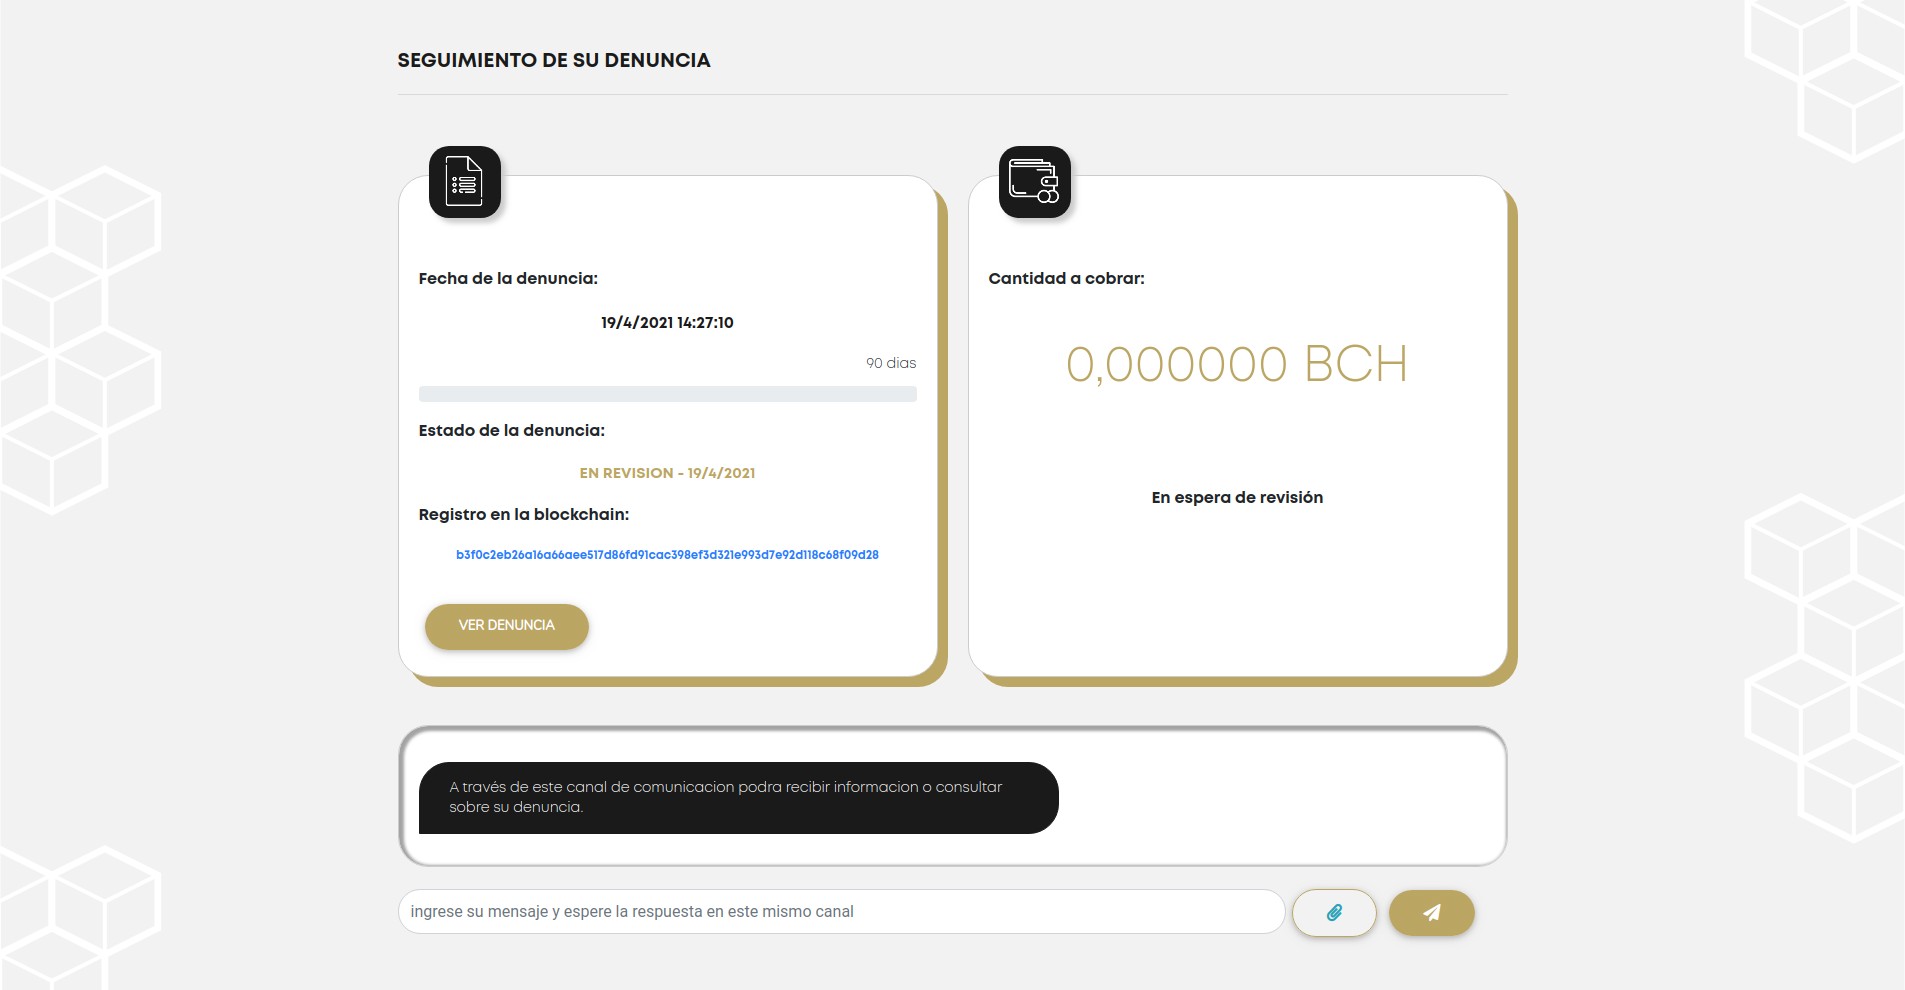 SEGUIMIENTO DE SU DENUNCIA
Fecha de la denuncia:
19/4/2021 14:27:10
90 dias
Estado de la denuncia:
EN REVISION - 19/4/2021
Registro en la blockchain:
b3f0c2eb26a16a66aee517d86fd91cac398ef3d321e993d7e92d118c68f09d28
VER DENUNCIA
Cantidad a cobrar:
0,000000 BCH
En espera de revisión
A través de este canal de comunicacion podra recibir informacion o consultar
sobre su denuncia.
ingrese su mensaje y espere la respuesta en este mismo canal